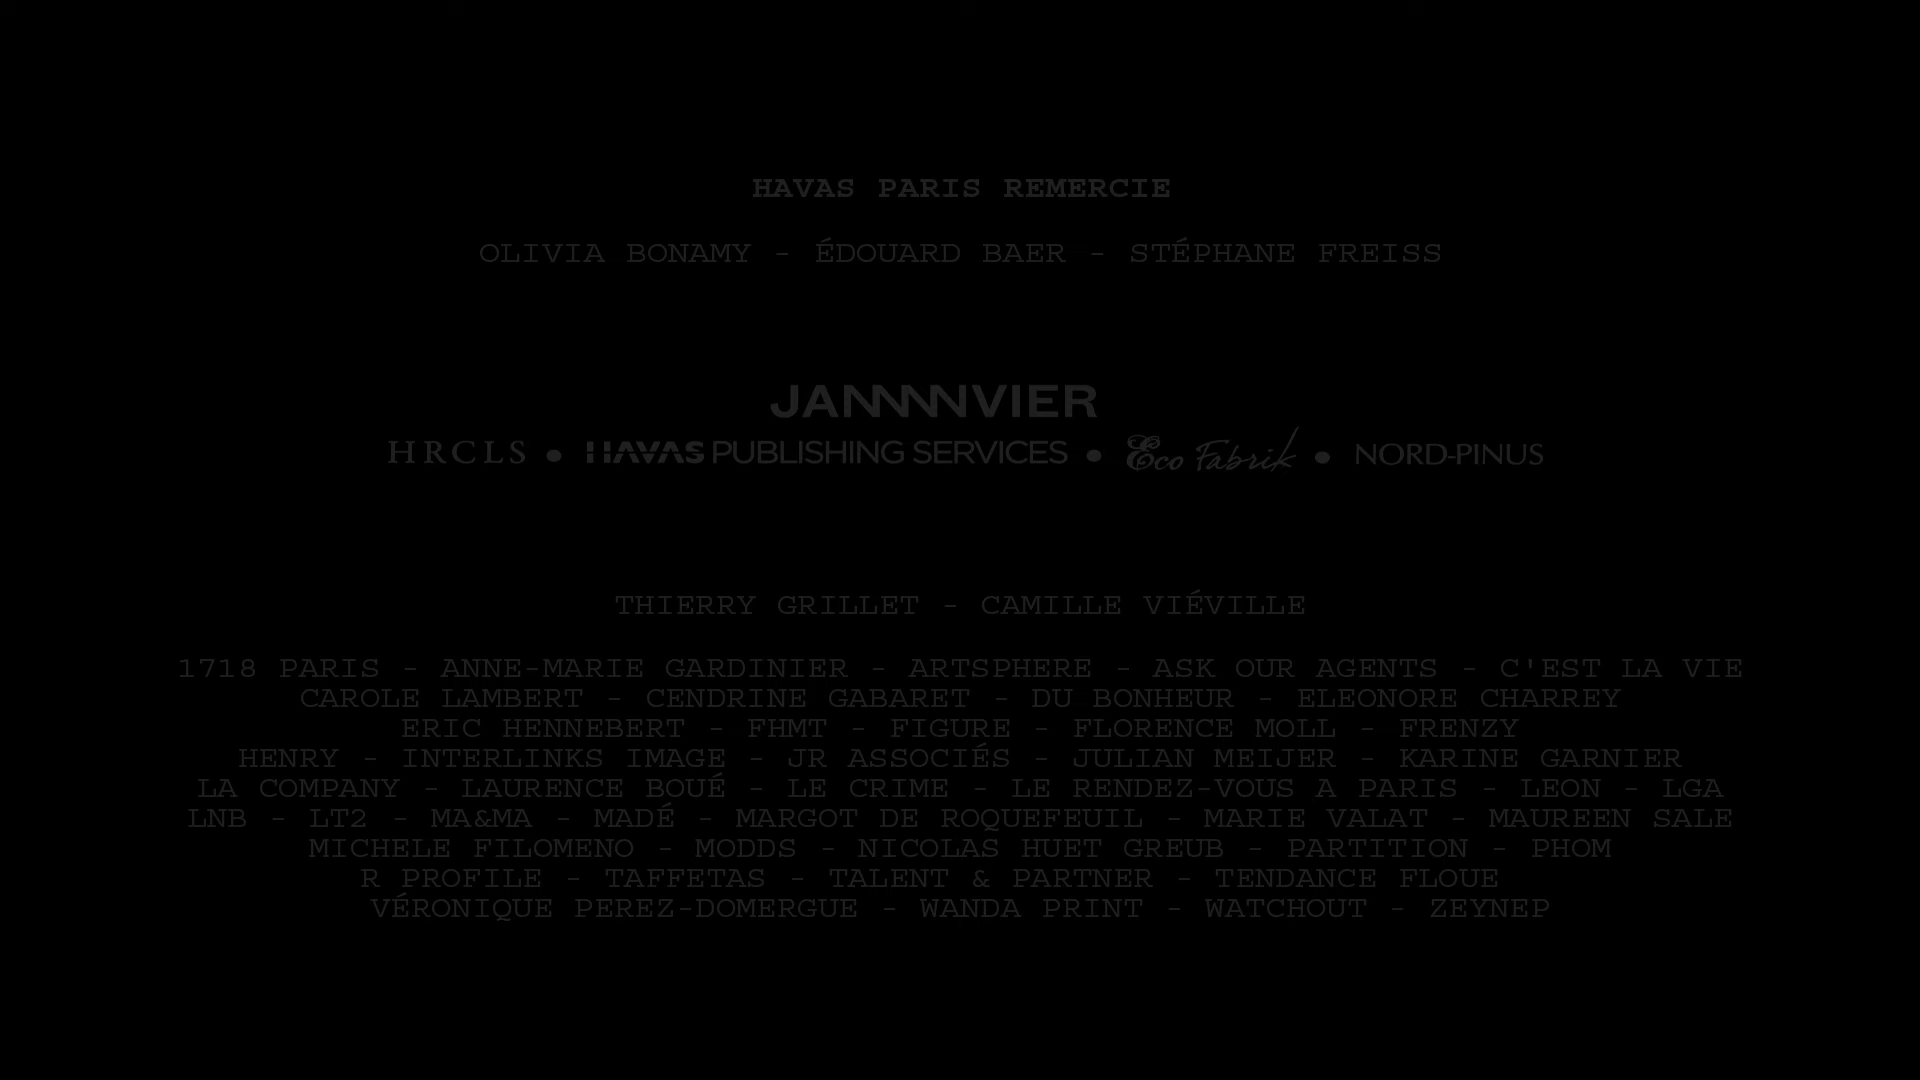 HAVAS PARIS REMERCIE
OLIVIA BONAMY - ÉDOUARD BAER - STÉPHANE FREISS
JANNNNVIER
HRCLS • HAVAS PUBLISHING SERVICES • Eco Fabrik • NORD-PINUS
THIERRY GRILLET - CAMILLE VIÉVILLE
1718 PARIS - ANNE-MARIE GARDINIER - ARTSPHERE - ASK OUR AGENTS - C'EST LA VIE
CAROLE LAMBERT - CENDRINE GABARET - DU BONHEUR - ELEONORE CHARREY
ERIC HENNEBERT - FHMT - FIGURE - FLORENCE MOLL - FRENZY
HENRY - INTERLINKS IMAGE - JR ASSOCIÉS - JULIAN MEIJER - KARINE GARNIER
LA COMPANY - LAURENCE BOUÉ - LE CRIME - LE RENDEZ-VOUS A PARIS - LEON - LGA
LNB - LT2 - MA&MA - MADÉ - MARGOT DE ROQUEFEUIL - MARIE VALAT - MAUREEN SALE
MICHELE FILOMENO - MODDS - NICOLAS HUET GREUB - PARTITION - PHOM
R PROFILE - TAFFETAS - TALENT & PARTNER - TENDANCE FLOUE
VÉRONIQUE PEREZ-DOMERGUE - WANDA PRINT - WATCHOUT - ZEYNEP